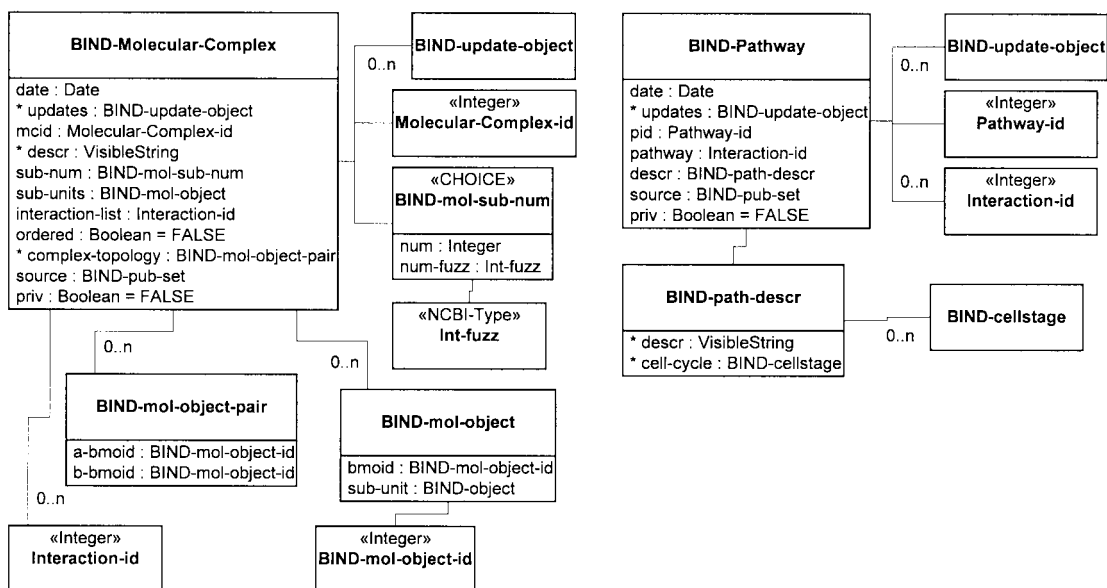 BIND-Molecular-Complex
date : Date
* updates : BIND-update-object
mcid : Molecular-Complex-id
* descr : VisibleString
sub-num : BIND-mol-sub-num
sub-units : BIND-mol-object
interaction-list : Interaction-id
ordered : Boolean = FALSE
* complex-topology : BIND-mol-object-pair
source : BIND-pub-set
priv : Boolean = FALSE
0..n
BIND-update-object
«Integer»
Molecular-Complex-id
«CHOICE»
BIND-mol-sub-num
num : Integer
num-fuzz : Int-fuzz
«NCBI-Type»
Int-fuzz
0..n
BIND-mol-object-pair
a-bmoid : BIND-mol-object-id
b-bmoid : BIND-mol-object-id
0..n
BIND-mol-object
bmoid : BIND-mol-object-id
sub-unit : BIND-object
0..n
«Integer»
Interaction-id
«Integer»
BIND-mol-object-id
BIND-Pathway
date : Date
* updates : BIND-update-object
pid : Pathway-id
pathway : Interaction-id
descr : BIND-path-descr
source : BIND-pub-set
priv : Boolean = FALSE
0..n
BIND-update-object
«Integer»
Pathway-id
0..n
«Integer»
Interaction-id
BIND-path-descr
* descr : VisibleString
* cell-cycle : BIND-cellstage
0..n
BIND-cellstage